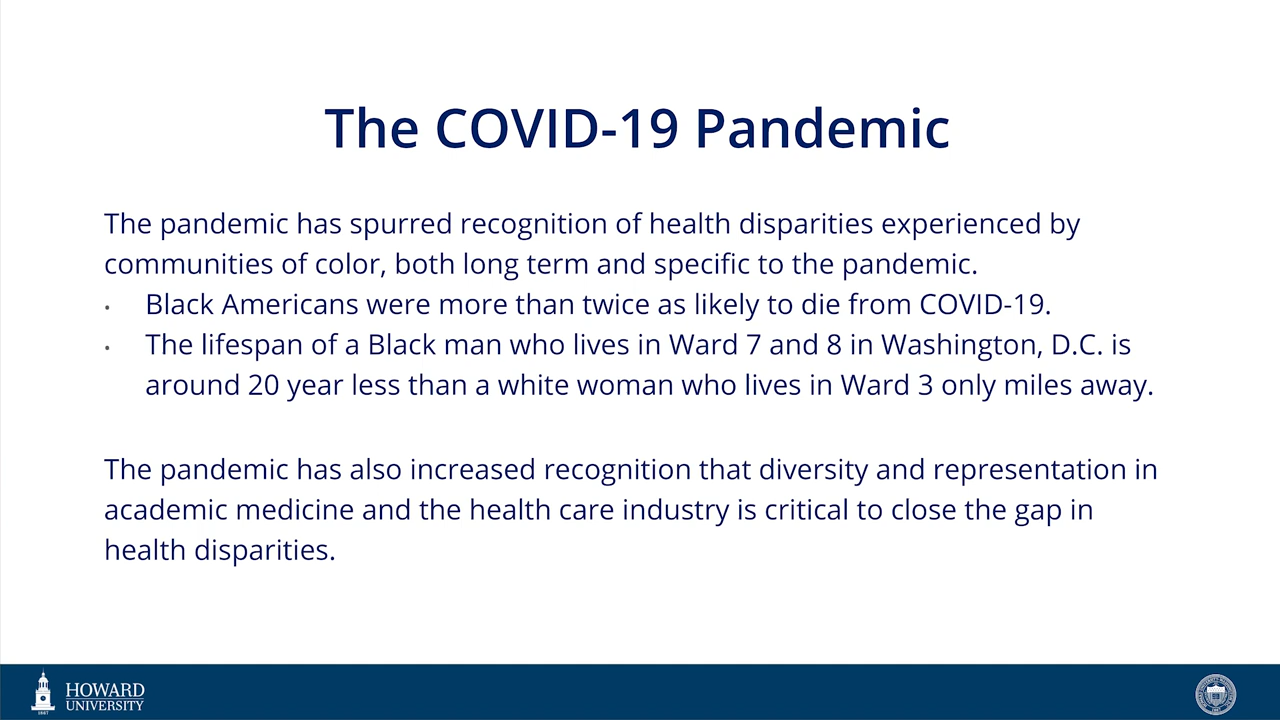 The COVID-19 Pandemic
The pandemic has spurred recognition of health disparities experienced by
communities of color, both long term and specific to the pandemic.
· Black Americans were more than twice as likely to die from COVID-19.
· The lifespan of a Black man who lives in Ward 7 and 8 in Washington, D.C. is
around 20 year less than a white woman who lives in Ward 3 only miles away.
The pandemic has also increased recognition that diversity and representation in
academic medicine and the health care industry is critical to close the gap in
health disparities.
HOWARD
UNIVERSITY
1867